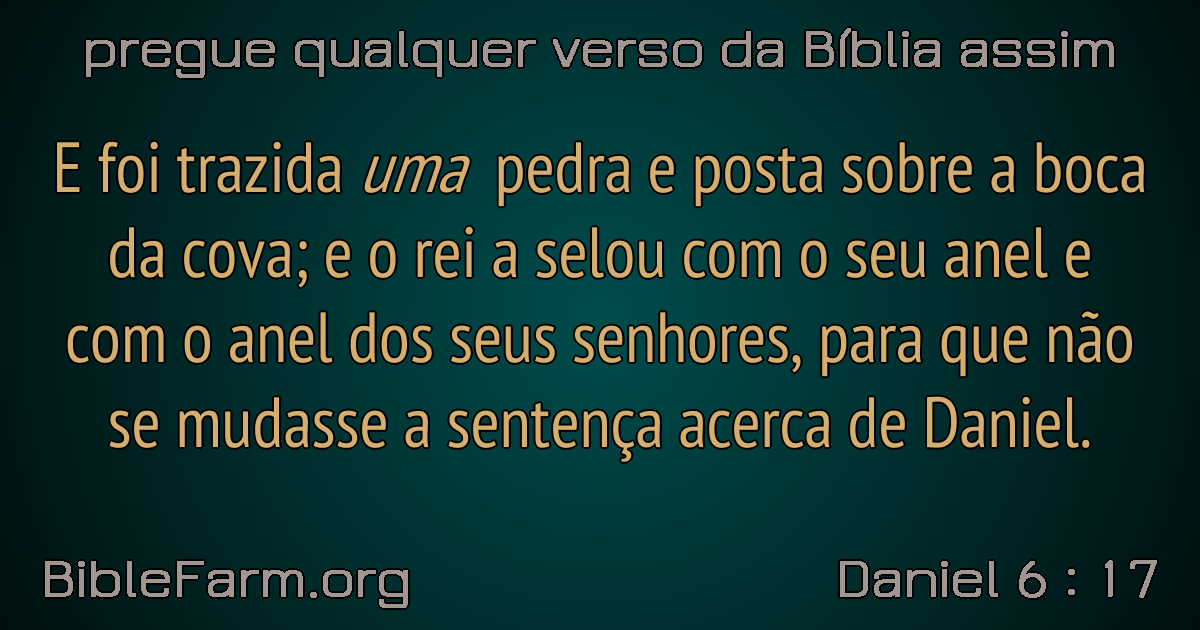 pregue qualquer verso da Bíblia assim
E foi trazida uma pedra e posta sobre a boca
da cova; e o rei a selou com o seu anel e
com o anel dos seus senhores, para que não
se mudasse a sentença acerca de Daniel.
BibleFarm.org
Daniel 6 : 17